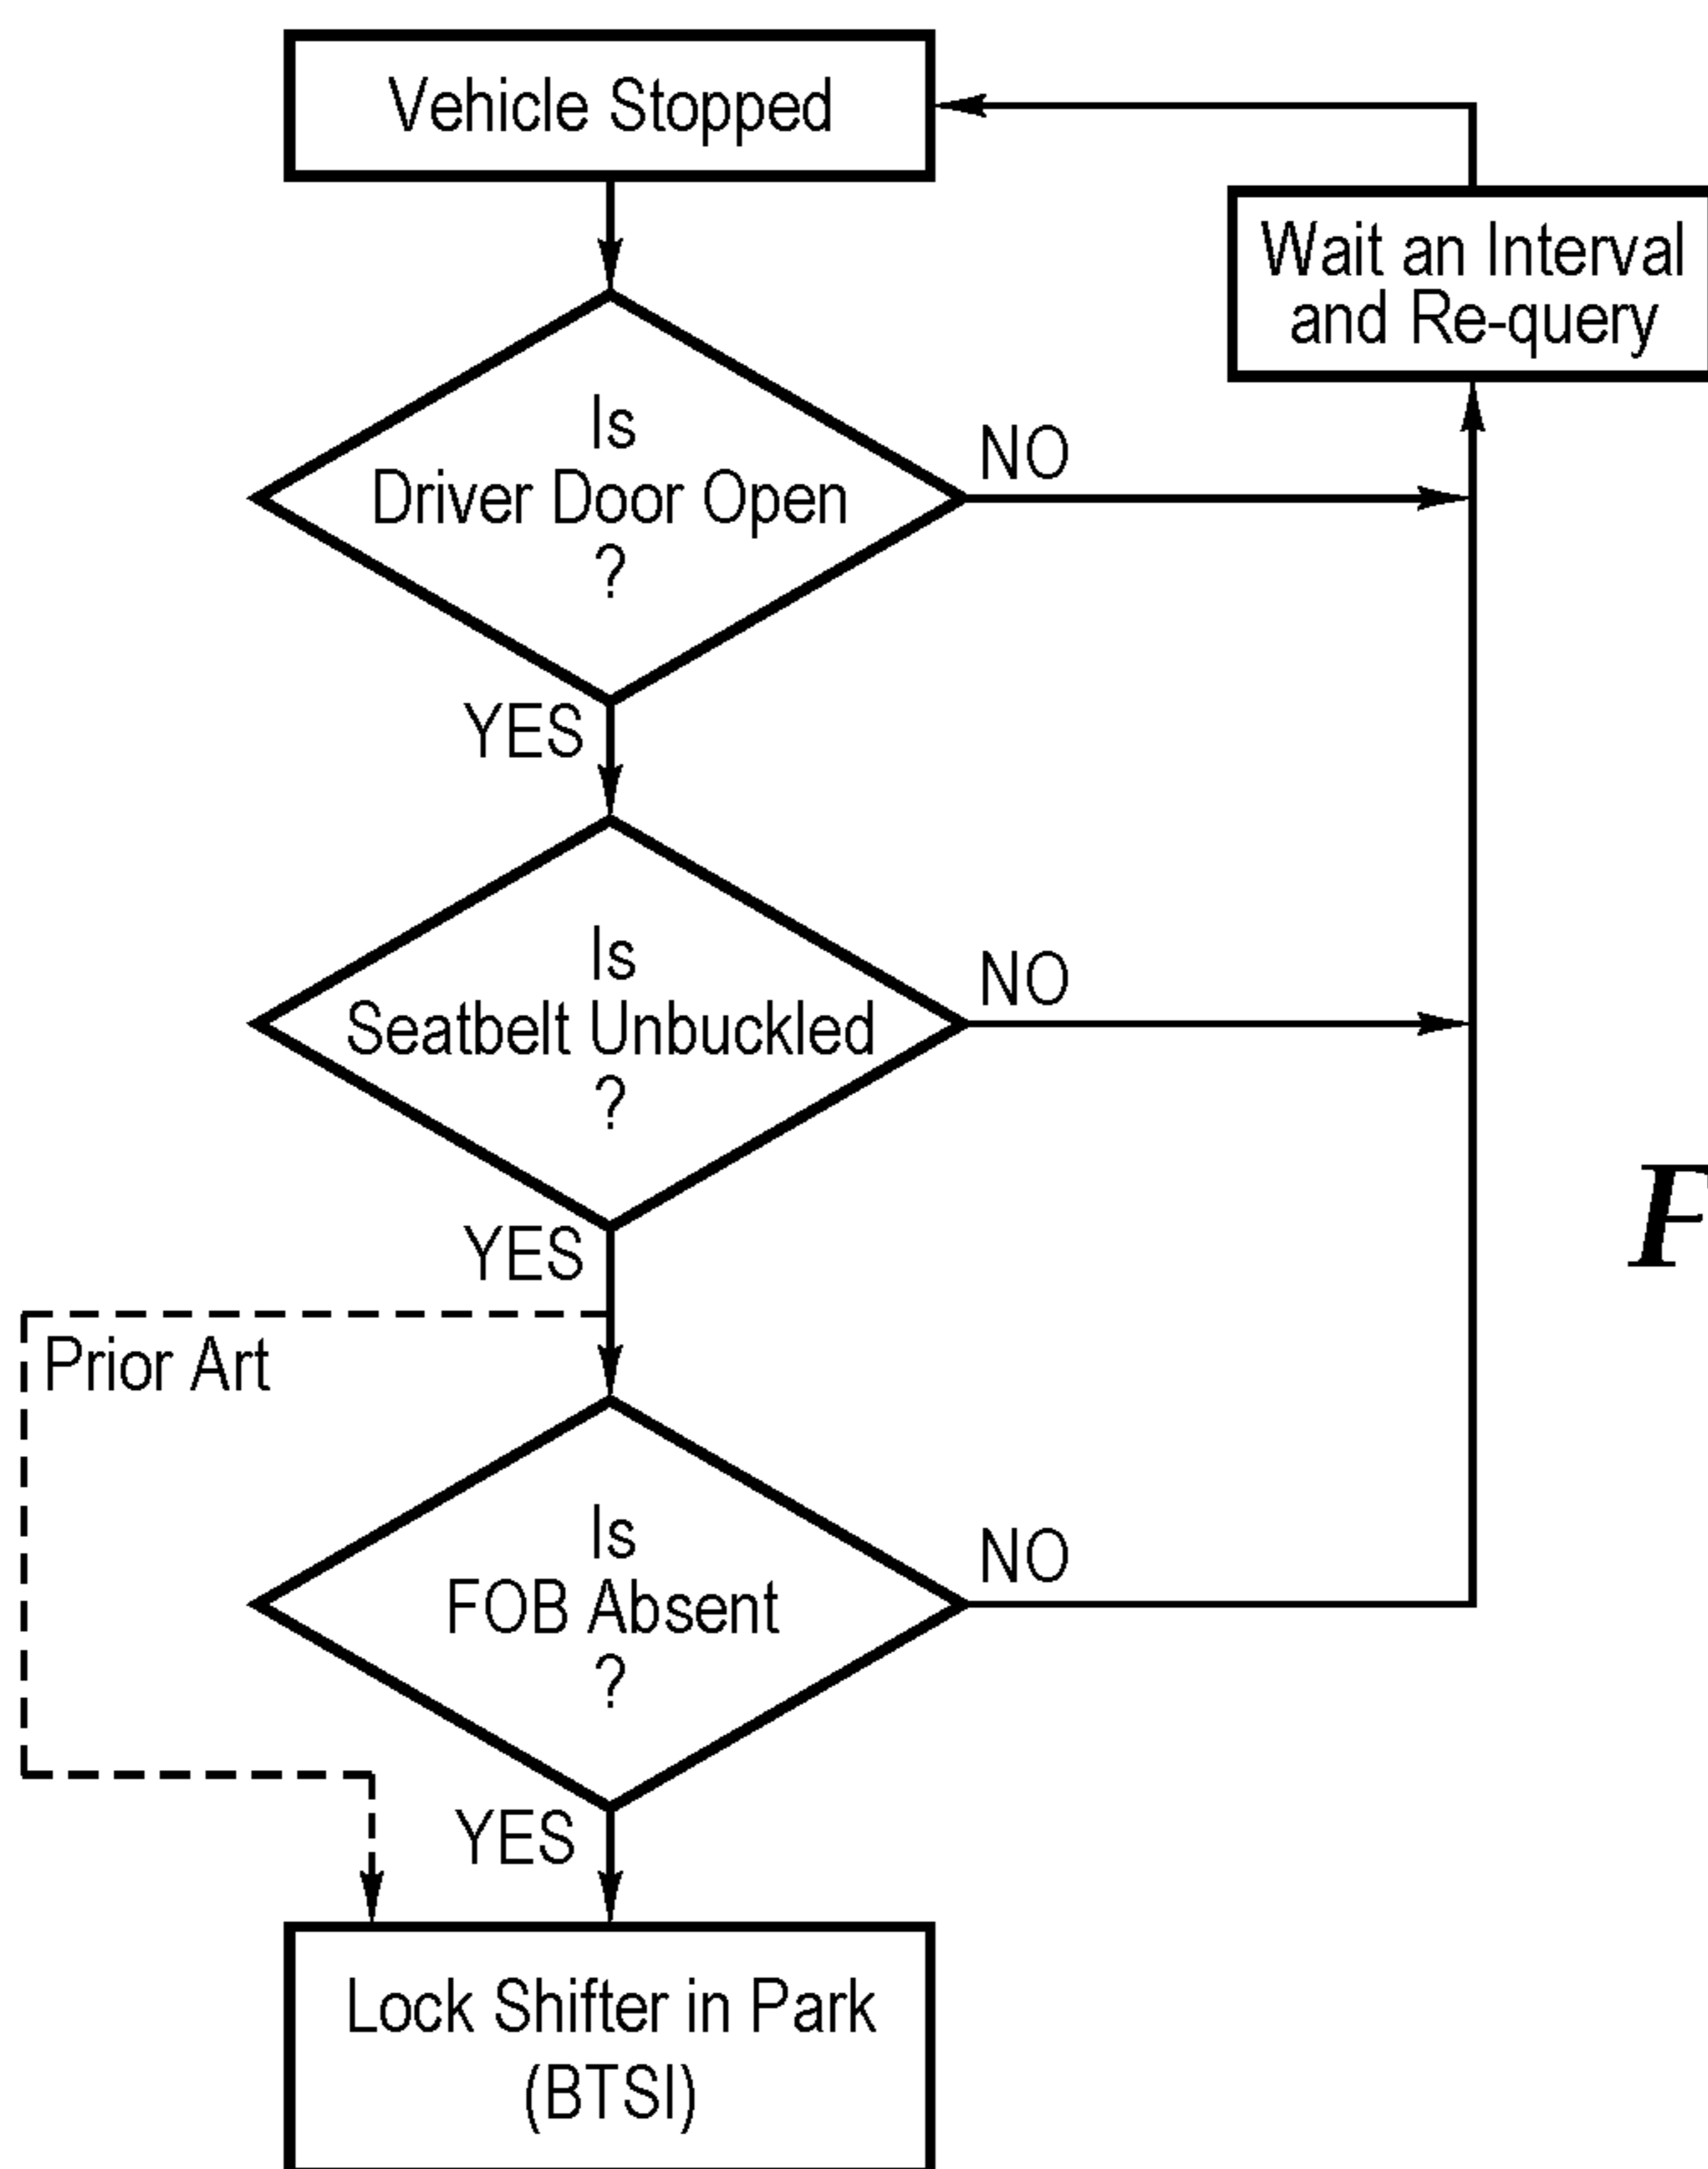 Vehicle Stopped
Wait an Interval
and Re-query
Is
Driver Door Open
?
NO
YES
Is
Seatbelt Unbuckled
?
NO
YES
Prior Art
Is
FOB Absent
?
NO
YES
Lock Shifter in Park
(BTSI)